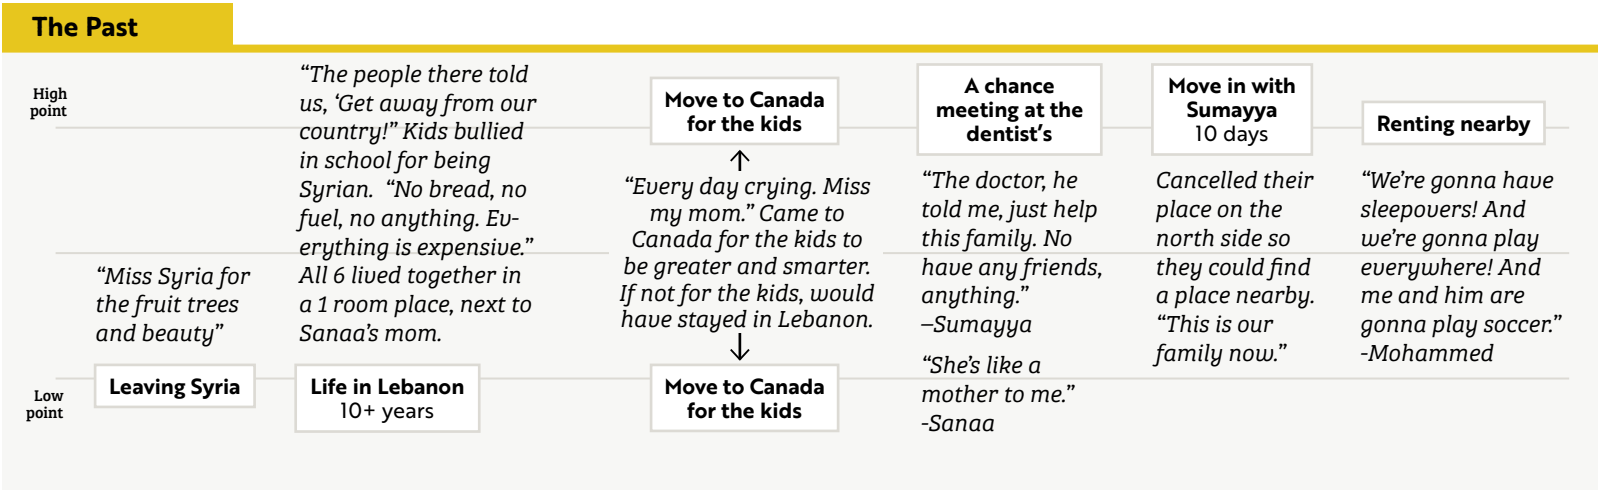 The Past
High
point
Low
point
“Miss Syria for
the fruit trees
and beauty”
Leaving Syria
“The people there told
us, ‘Get away from our
country!” Kids bullied
in school for being
Syrian. “No bread, no
fuel, no anything. Ev-
erything is expensive.”
All 6 lived together in
a 1 room place, next to
Sanaa’s mom.
Life in Lebanon
10+ years
Move to Canada
for the kids
“Every day crying. Miss
my mom.” Came to
Canada for the kids to
be greater and smarter.
If not for the kids, would
have stayed in Lebanon.
Move to Canada
for the kids
A chance
meeting at the
dentist’s
“The doctor, he
told me, just help
this family. No
have any friends,
anything.”
–Sumayya
“She’s like a
mother to me.”
-Sanaa
Move in with
Sumayya
10 days
Cancelled their
place on the
north side so
they could find
a place nearby.
“This is our
family now.”
Renting nearby
“We’re gonna have
sleepovers! And
we’re gonna play
everywhere! And
me and him are
gonna play soccer.”
-Mohammed